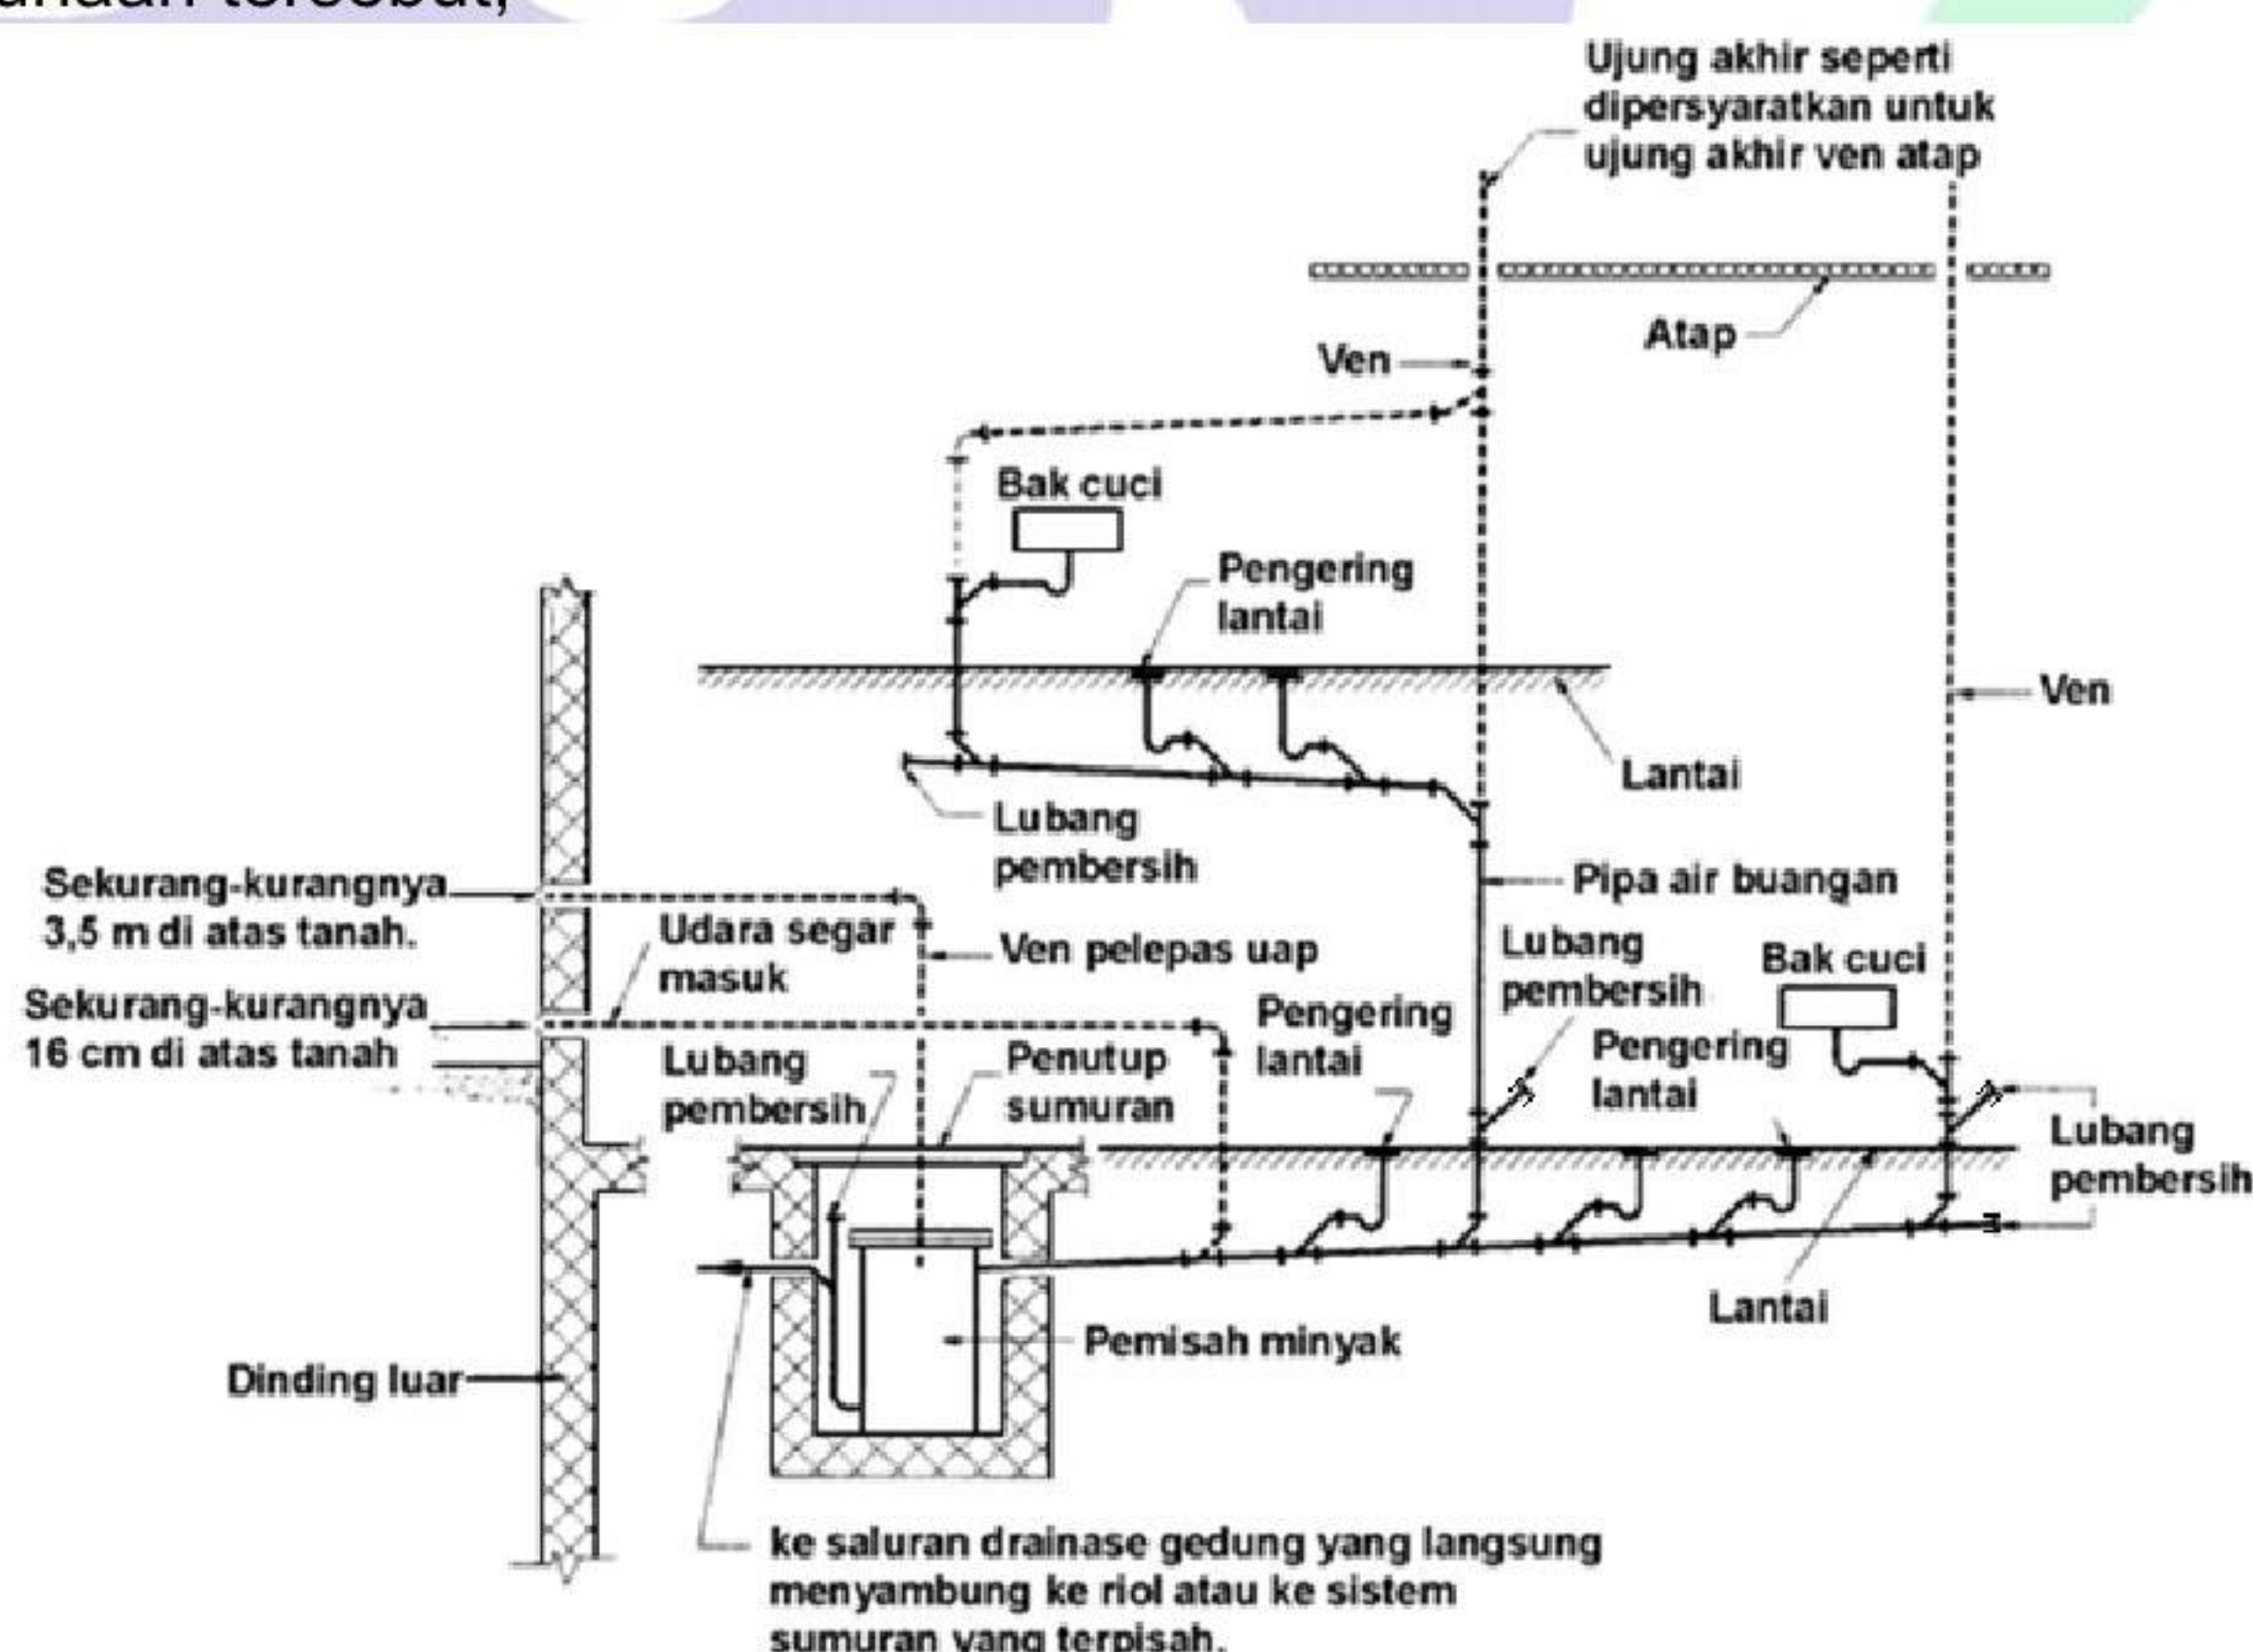 tersebut,
Ujung akhir seperti
dipersyaratkan untuk
ujung akhir ven atap
Atap
Ven
Bak cuci
Pengering
lantai
Ven
Lantai
Lubang
pembersih
Sekurang-kurangnya
3,5 m di atas tanah.
Pipa air buangan
Udara segar
masuk
Ven pelepas uap
Lubang
pembersih
Bak cuci
Sekurang-kurangnya
16 cm di atas tanah
Pengering
lantai
Pengering
lantai
Lubang
pembersih
Penutup
sumuran
Lubang
pembersih
Lantai
Pemisah minyak
Dinding luar
ke saluran drainase gedung yang langsung
menyambung ke riol atau ke sistem
sumuran yang terpisah.